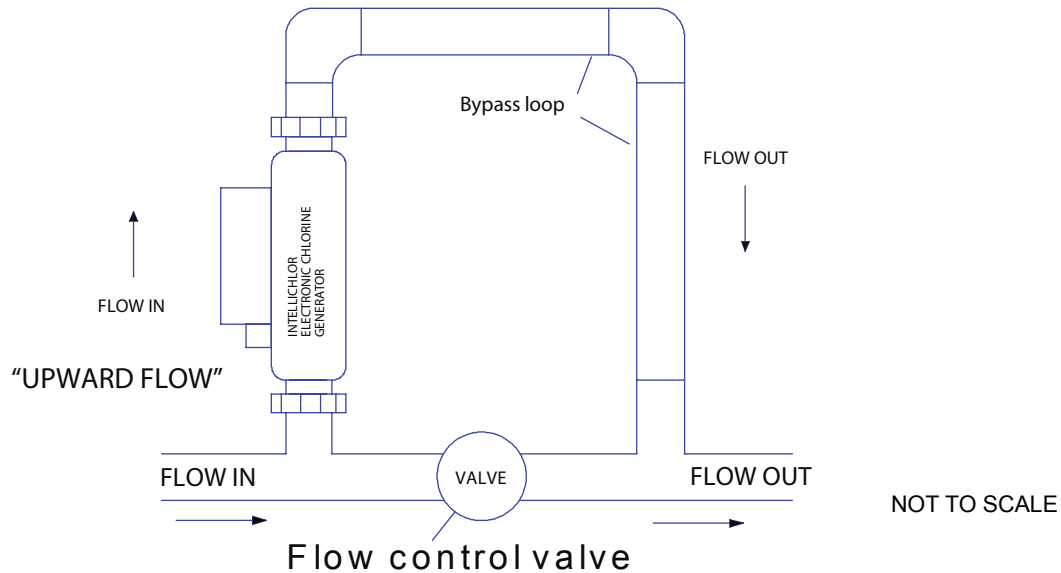 Bypass loop
FLOW OUT
INTELLICHLOR
ELECTRONIC CHLORINE
GENERATOR
FLOW IN
“UPWARD FLOW”
FLOW IN
VALVE
FLOW OUT
NOT TO SCALE
Flow control valve